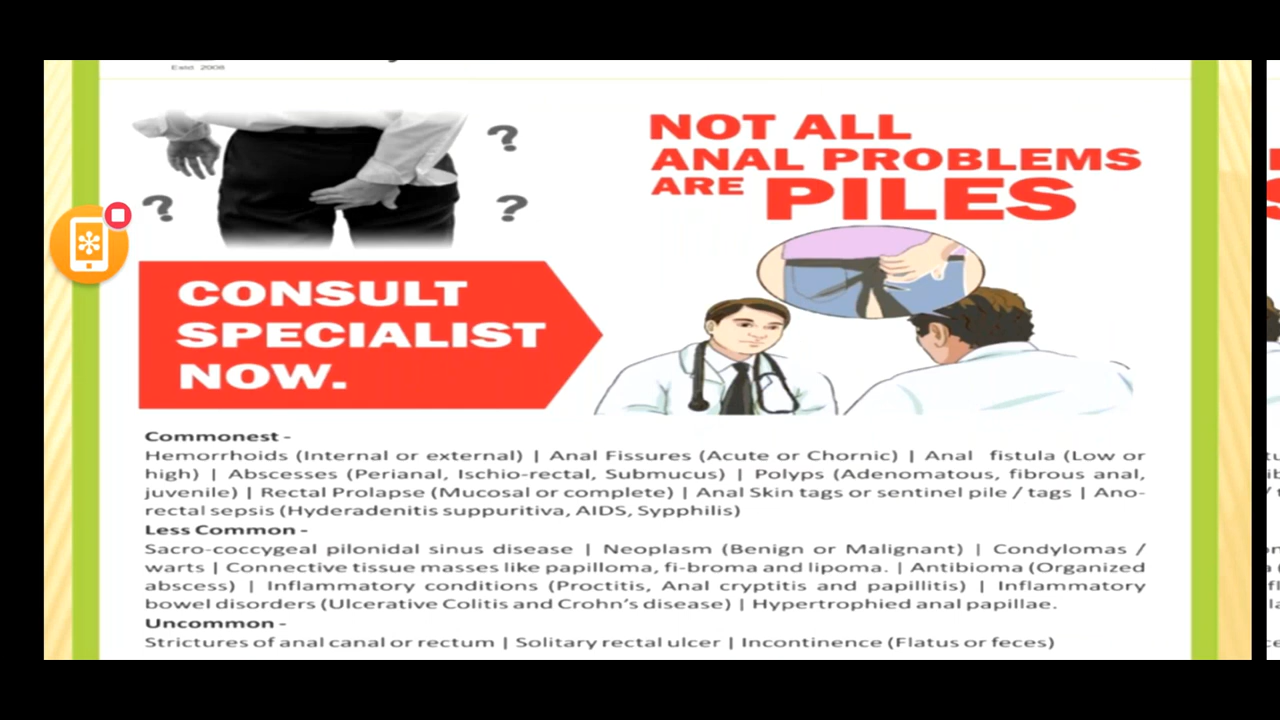 Estd 2008
NOT ALL
ANAL PROBLEMS
ARE PILES
? ? ?
CONSULT
SPECIALIST
NOW.
Commonest -
Hemorrhoids (Internal or external) | Anal Fissures (Acute or Chornic) | Anal fistula (Low or
high) | Abscesses (Perianal, Ischio-rectal, Submucus) | Polyps (Adenomatous, fibrous anal,
juvenile) | Rectal Prolapse (Mucosal or complete) | Anal Skin tags or sentinel pile / tags | Ano-
rectal sepsis (Hyderadenitis suppuritiva, AIDS, Sypphilis)
Less Common -
Sacro-coccygeal pilonidal sinus disease | Neoplasm (Benign or Malignant) | Condylomas /
warts | Connective tissue masses like papilloma, fi-broma and lipoma. | Antibioma (Organized
abscess) | Inflammatory conditions (Proctitis, Anal cryptitis and papillitis) | Inflammatory
bowel disorders (Ulcerative Colitis and Crohn's disease) | Hypertrophied anal papillae.
Uncommon -
Strictures of anal canal or rectum | Solitary rectal ulcer | Incontinence (Flatus or feces)